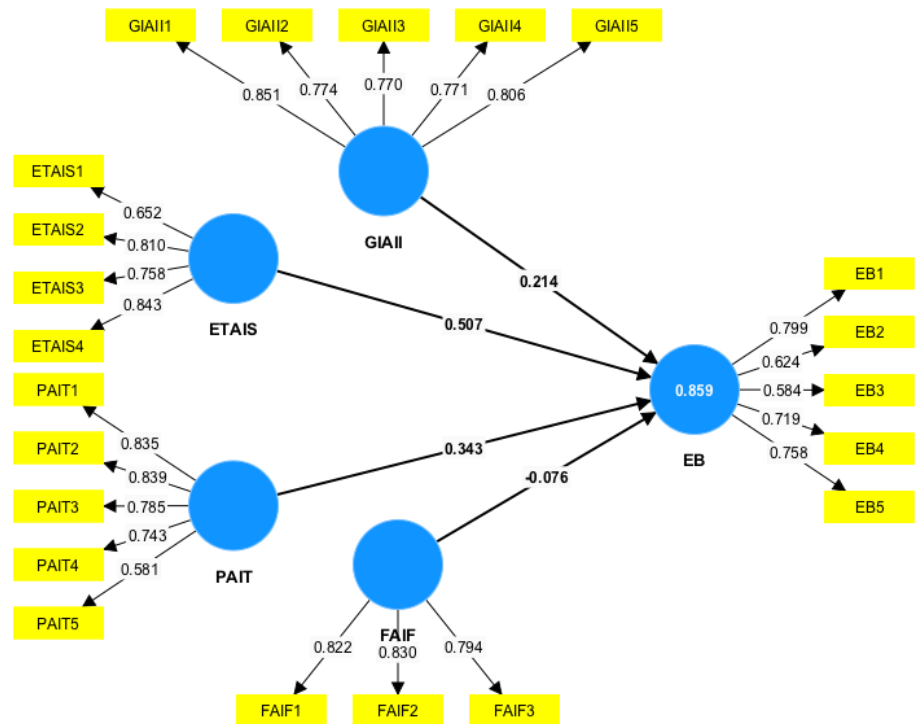 GIAII1 GIAII2 GIAII3 GIAII4 GIAII5
0.851 0.774 0.770 0.771 0.806
GIAII
ETAIS1
ETAIS2
ETAIS3
ETAIS4
0.652
0.810
0.758
0.843
ETAIS
0.214
0.507
PAIT1
PAIT2
PAIT3
PAIT4
PAIT5
0.835
0.839
0.785
0.743
0.581
PAIT
0.343
-0.076
FAIF
0.822 0.830 0.794
FAIF1 FAIF2 FAIF3
0.859
EB
0.799
0.624
0.584
0.719
0.758
EB1
EB2
EB3
EB4
EB5